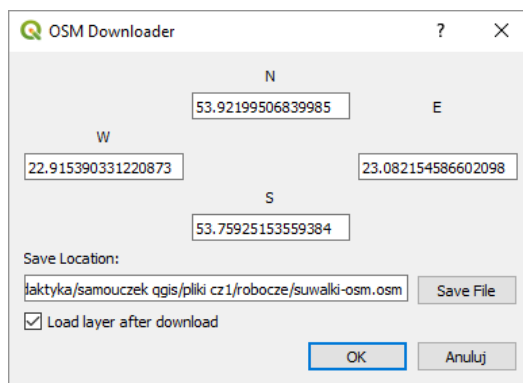 OSM Downloader
N
53.92199506839985
E
W
22.915390331220873
23.082154586602098
S
53.75925153559384
Save Location:
daktyka/samouczek qgis/pliki cz1/robocze/suwalki-osm.osm
Save File
Load layer after download
OK
Anuluj